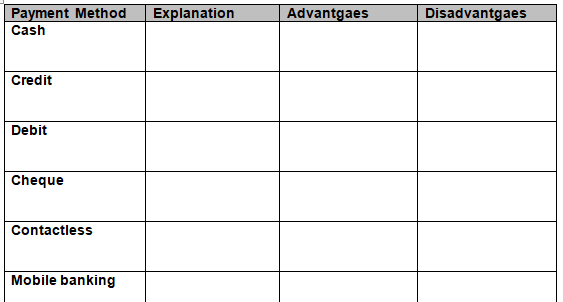 Payment Method Explanation Advantgaes Disadvantgaes
Cash
Credit
Debit
Cheque
Contactless
Mobile banking